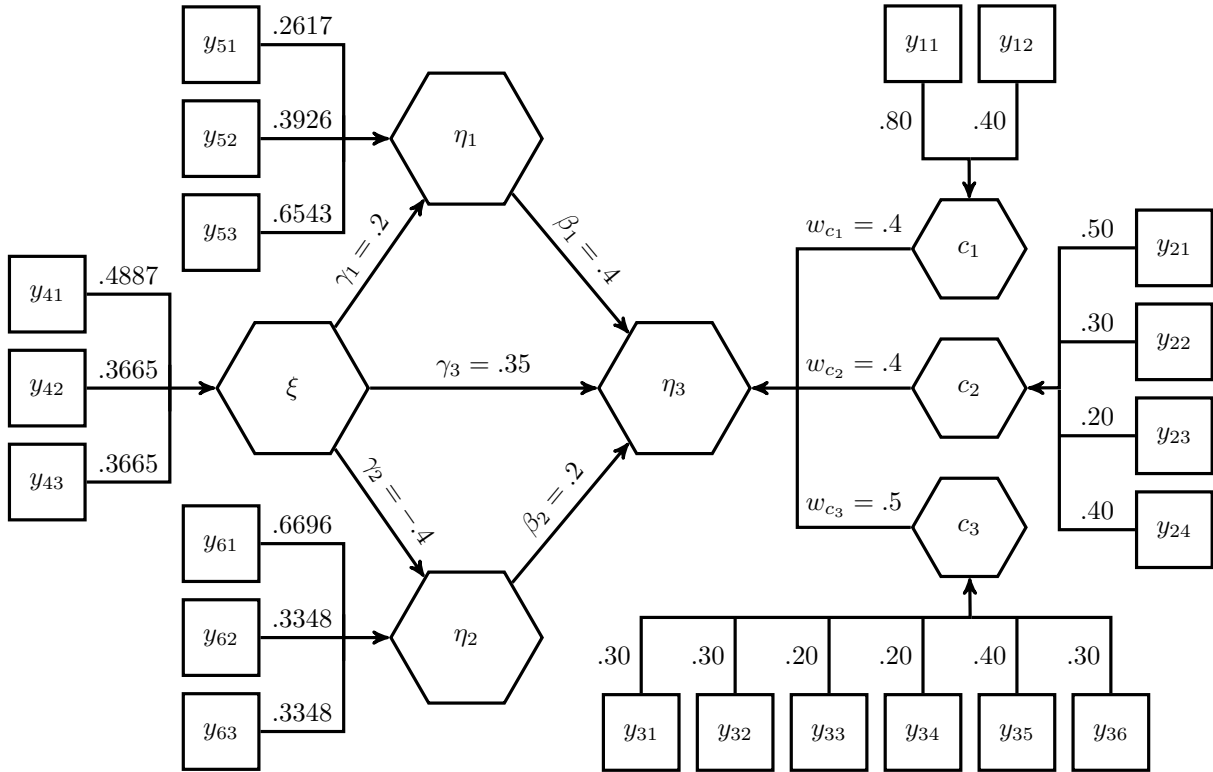 y51 .2617
y52 .3926
y53 .6543
η1
y41 .4887
y42 .3665
y43 .3665
ξ
γ1 = .2
γ2 = −.4
γ3 = .35
β1 = .4
β2 = .2
η3
y61 .6696
y62 .3348
y63 .3348
η2
y11 y12
.80 .40
wc1 = .4 c1
wc2 = .4 c2
wc3 = .5 c3
.50 y21
.30 y22
.20 y23
.40 y24
.30 .30 .20 .20 .40 .30
y31 y32 y33 y34 y35 y36